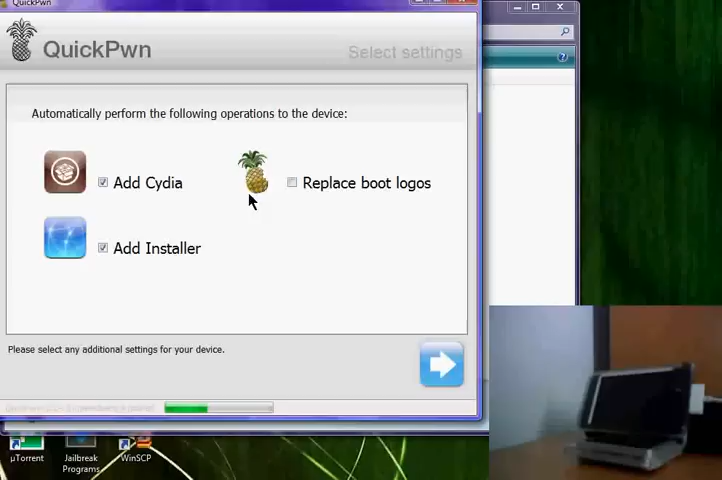 QuickPwn
QuickPwn
Select settings
Automatically perform the following operations to the device:
Add Cydia
Replace boot logos
Add Installer
Please select any additional settings for your device.
µTorrent
Jailbreak
Programs
WinSCP